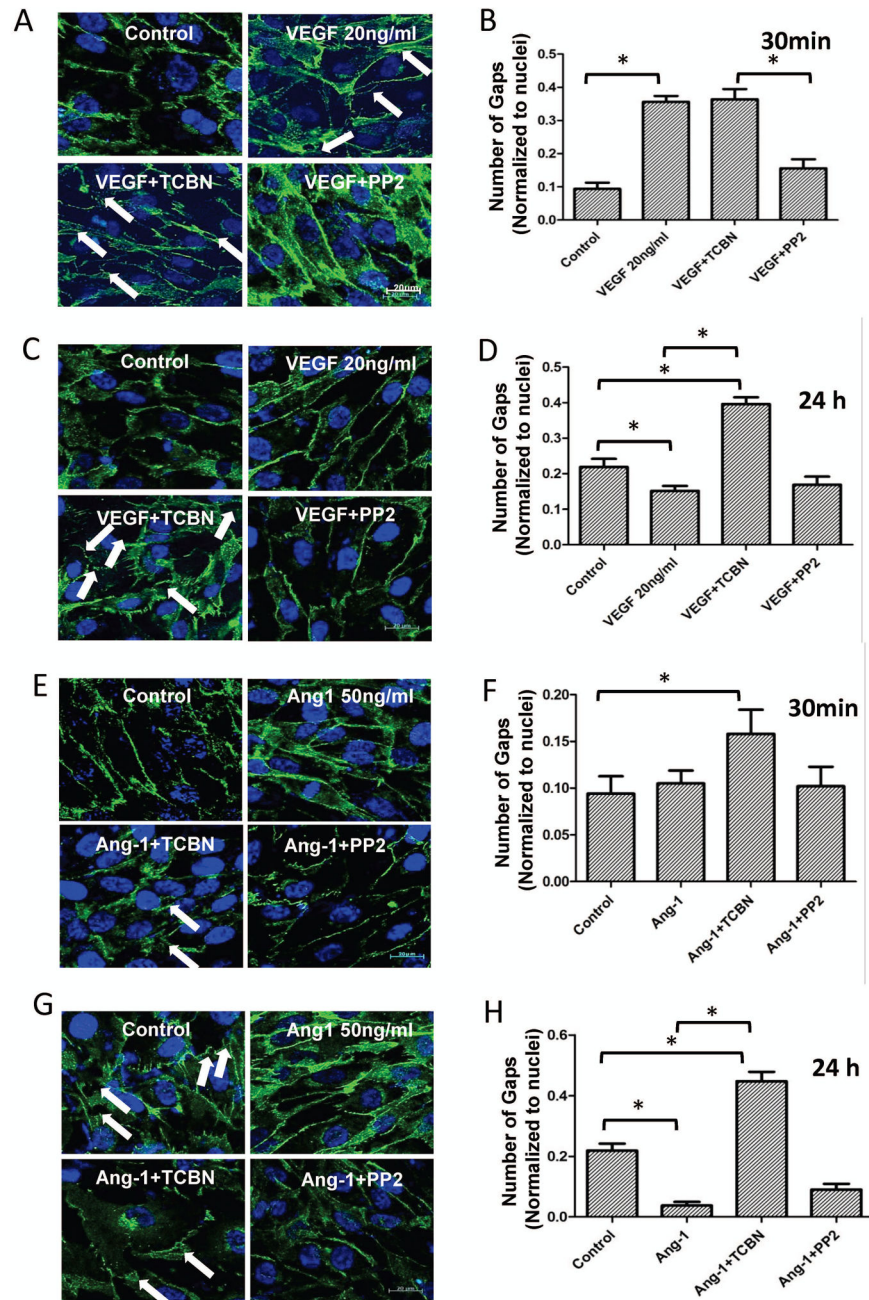 A
Control
VEGF 20ng/ml
VEGF+TCBN
VEGF+PP2
20um
20 µm
B
30min
Number of Gaps
(Normalized to nuclei)
0.4
0.3
0.2
0.1
0.0
*
*
Control
VEGF 20ng/ml
VEGF+TCBN
VEGF+PP2
C
Control
VEGF 20ng/ml
VEGF+TCBN
VEGF+PP2
20 µm
D
24 h
Number of Gaps
(Normalized to nuclei)
0.5
0.4
0.3
0.2
0.1
0.0
*
*
*
Control
VEGF 20ng/ml
VEGF+TCBN
VEGF+PP2
E
Control
Ang1 50ng/ml
Ang-1+TCBN
Ang-1+PP2
20µm
F
30min
Number of Gaps
(Normalized to nuclei)
0.20
0.15
0.10
0.05
0.00
*
Control
Ang-1
Ang-1+TCBN
Ang-1+PP2
G
Control
Ang1 50ng/ml
Ang-1+TCBN
Ang-1+PP2
20 µm
H
24 h
Number of Gaps
(Normalized to nuclei)
0.6
0.4
0.2
0.0
*
*
*
Control
Ang-1
Ang-1+TCBN
Ang-1+PP2